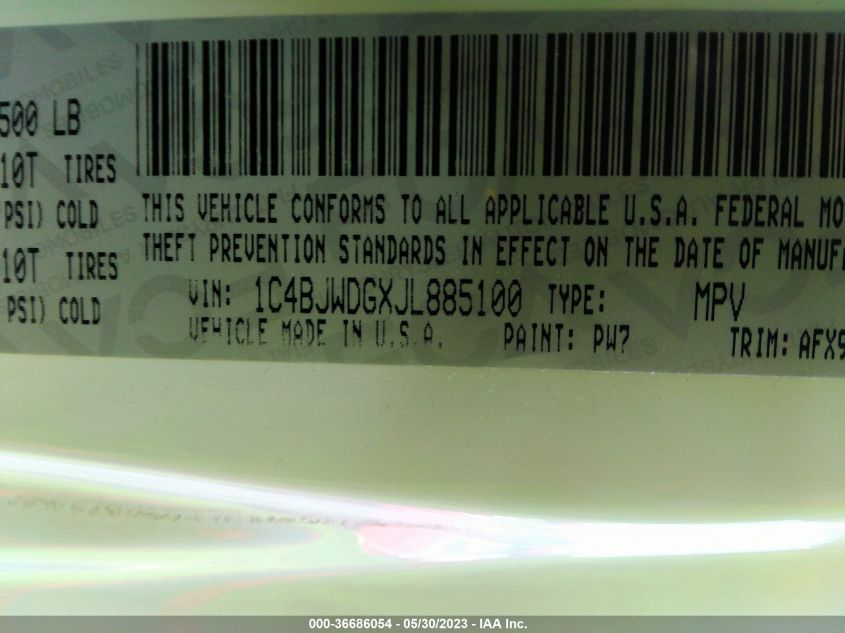 500 LB
10T TIRES
PSI) COLD
10T TIRES
PSI) COLD
THIS VEHICLE CONFORMS TO ALL APPLICABLE U.S.A. FEDERAL MO
THEFT PREVENTION STANDARDS IN EFFECT ON THE DATE OF MANUF
VIN: 1C4BJWDGXJL885100 TYPE: MPV
VEHICLE MADE IN U.S.A. PAINT: PW7 TRIM: AFX9
000-36686054 - 05/30/2023 - IAA Inc.